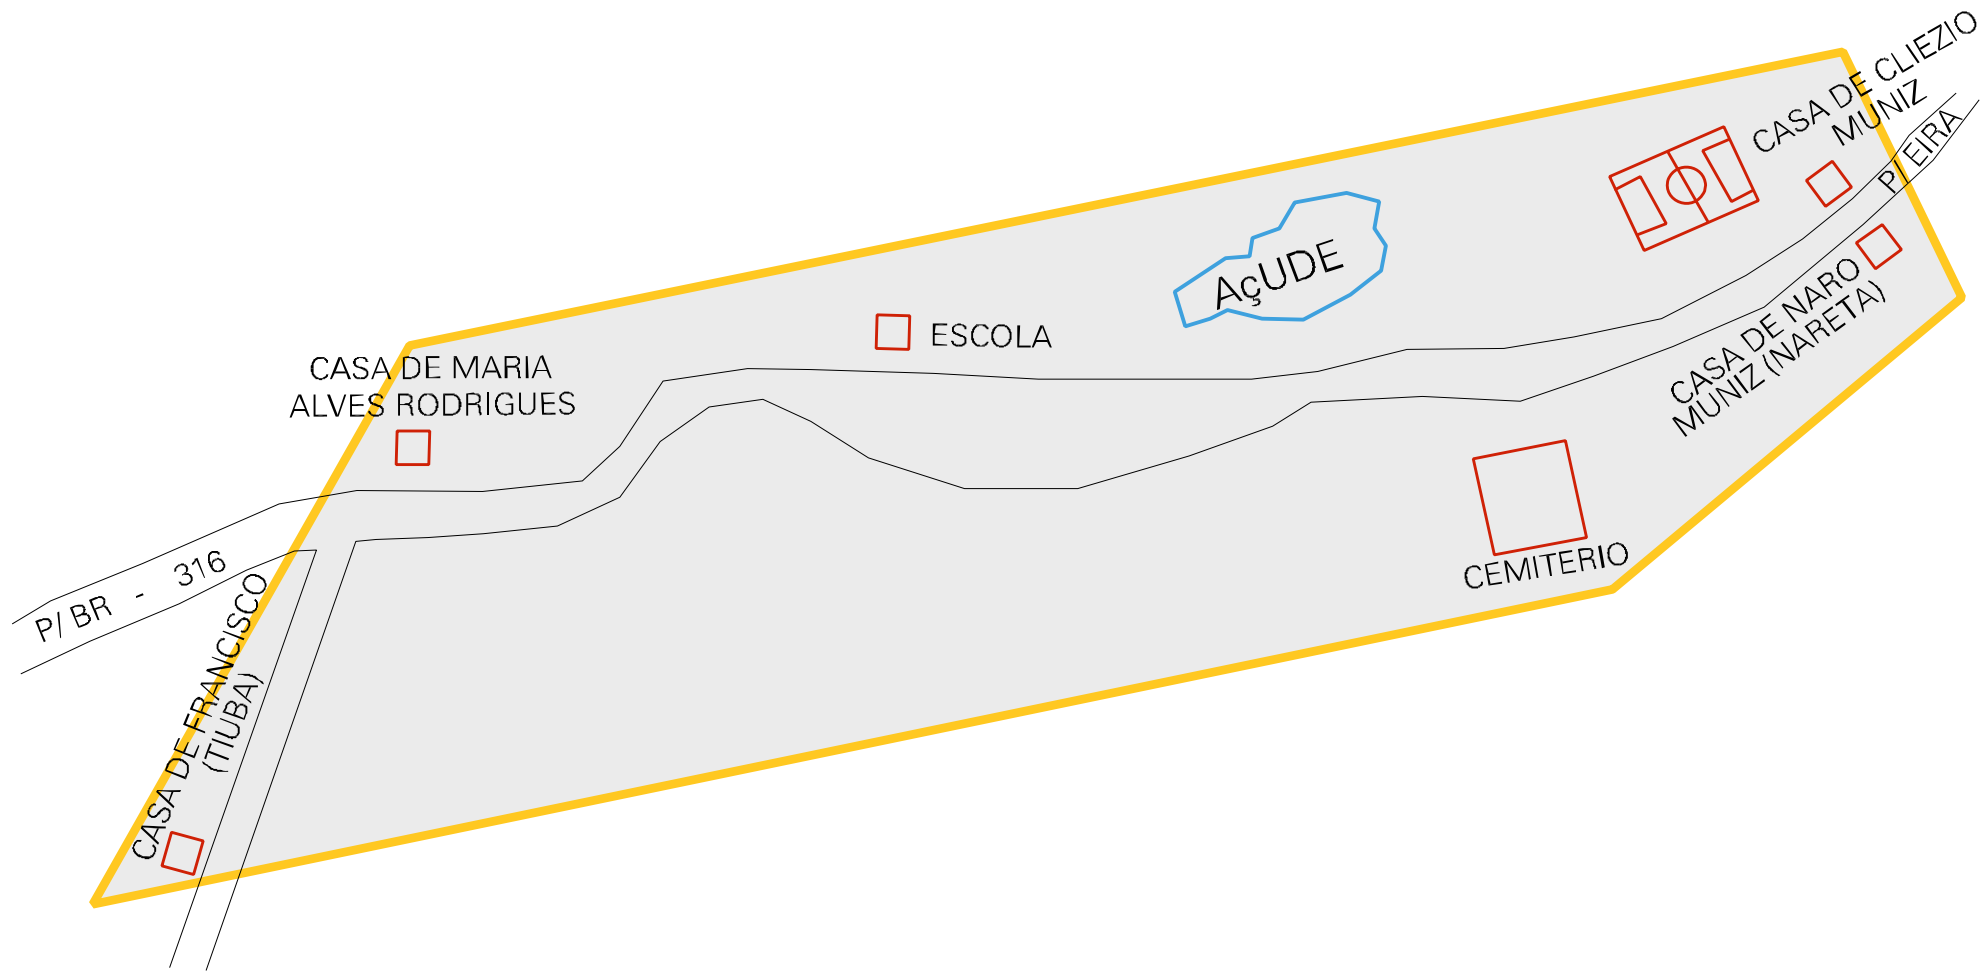 CASA DE CLIEZIO
MUNIZ
P/ EIRA
CASA DE NARO
MUNIZ (NARETA)
AçUDE
ESCOLA
CASA DE MARIA
ALVES RODRIGUES
CEMITERIO
P/ BR - 316
CASA DE FRANCISCO
(TIUBA)